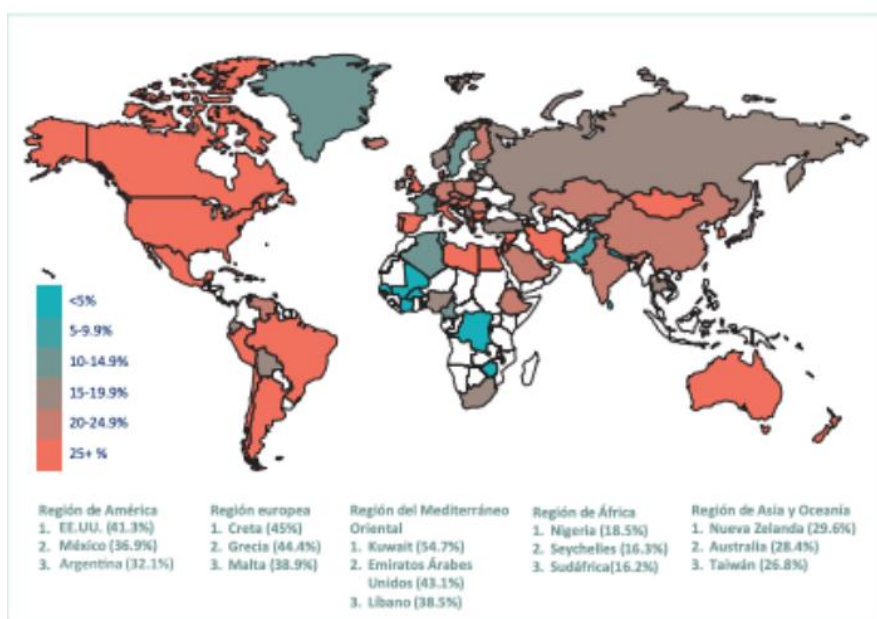 <5%
5-9.9%
10-14.9%
15-19.9%
20-24.9%
25+ %
Región de América
1. EE.UU. (41.3%)
2. México (36.9%)
3. Argentina (32.1%)
Región europea
1. Creta (45%)
2. Grecia (44.4%)
3. Malta (38.9%)
Región del Mediterráneo
Oriental
1. Kuwait (54.7%)
2. Emiratos Árabes
Unidos (43.1%)
3. Líbano (38.5%)
Región de África
1. Nigeria (18.5%)
2. Seychelles (16.3%)
3. Sudáfrica(16.2%)
Región de Asia y Oceanía
1. Nueva Zelanda (29.6%)
2. Australia (28.4%)
3. Taiwán (26.8%)